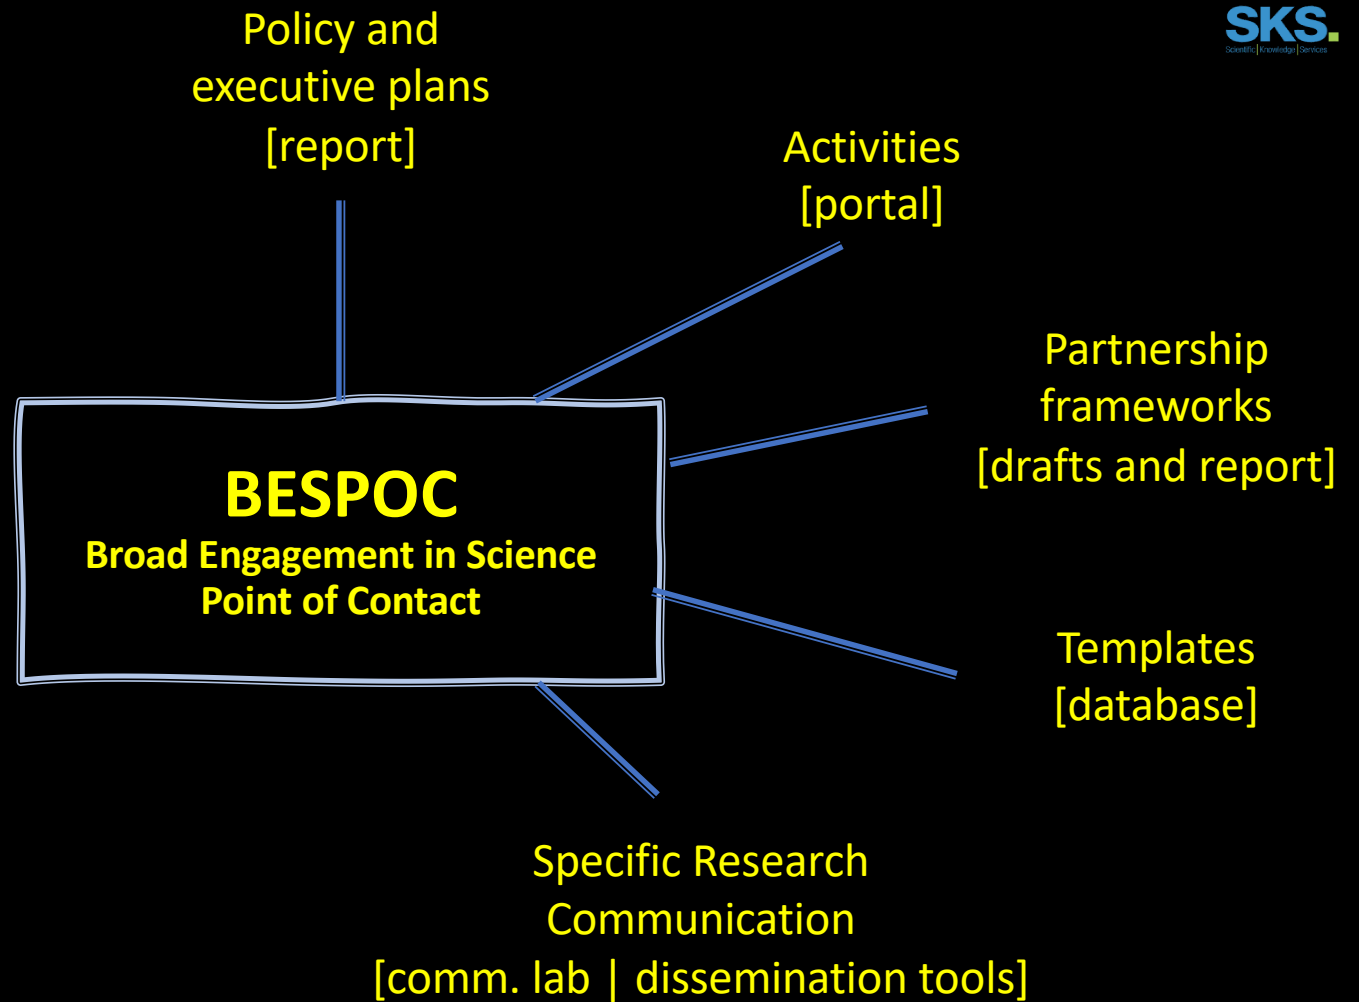 Policy and
executive plans
[report]
SKS.
Scientific|Knowledge|Services
Activities
[portal]
Partnership
frameworks
[drafts and report]
BESPOC
Broad Engagement in Science
Point of Contact
Templates
[database]
Specific Research
Communication
[comm. lab | dissemination tools]